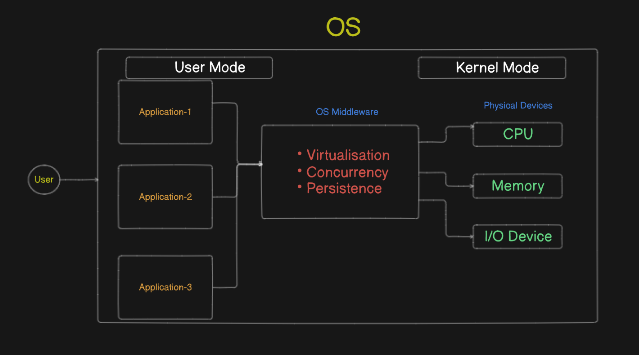 OS
User Mode
Kernel Mode
Application-1
OS Middleware
Physical Devices
CPU
• Virtualisation
• Concurrency
• Persistence
User
Application-2
Memory
I/O Device
Application-3